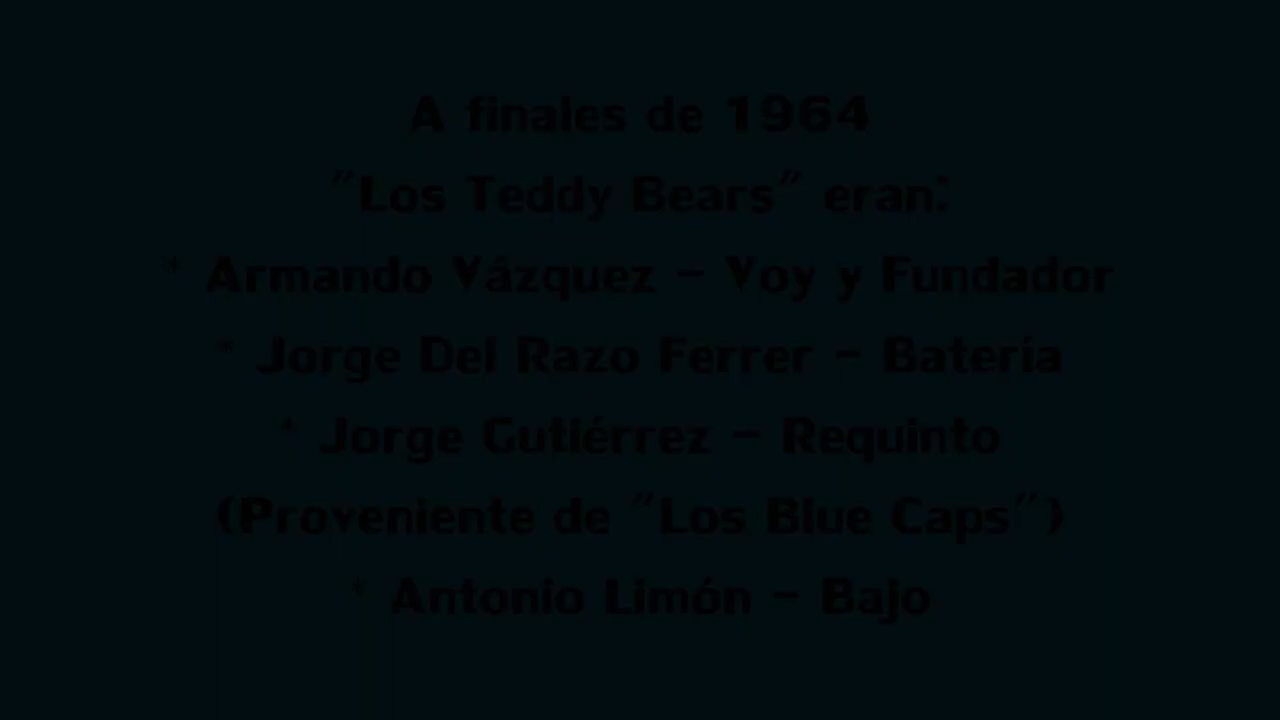 A finales de 1964
"Los Teddy Bears" eran:
* Armando Vázquez - Voy y Fundador
* Jorge Del Razo Ferrer - Batería
* Jorge Gutiérrez - Requinto
(Proveniente de "Los Blue Caps")
* Antonio Limón - Bajo